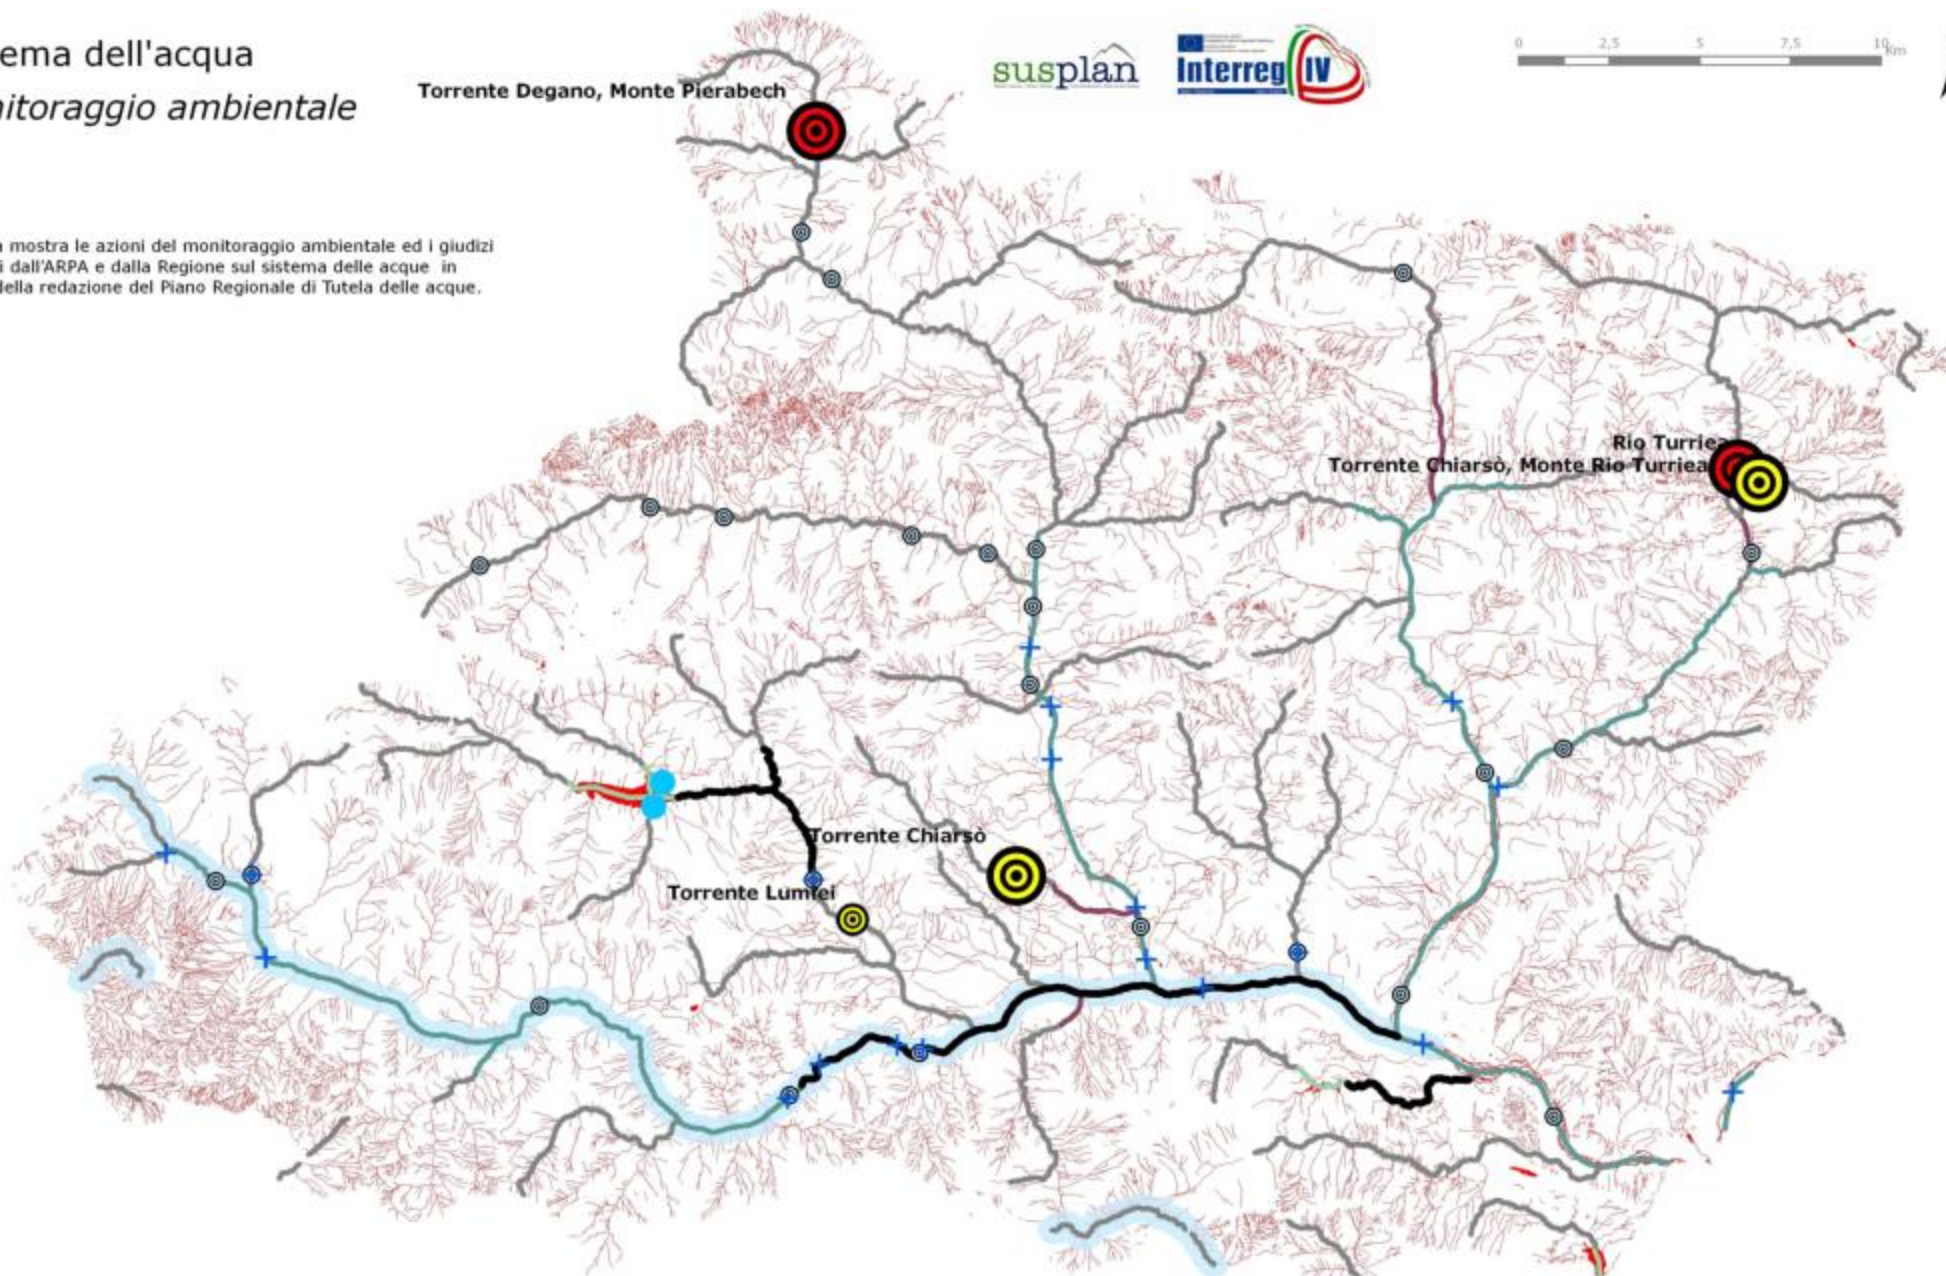 ema dell'acqua
nitoraggio ambientale
a mostra le azioni del monitoraggio ambientale ed i giudizi
i dall'ARPA e dalla Regione sul sistema delle acque in
della redazione del Piano Regionale di Tutela delle acque.
susplan
Interreg IV
0 2,5 5 7,5 10 Km
Torrente Degano, Monte Pierabech
Rio Turriea
Torrente Chiarsò, Monte Rio Turriea
Torrente Chiarsò
Torrente Lumiei